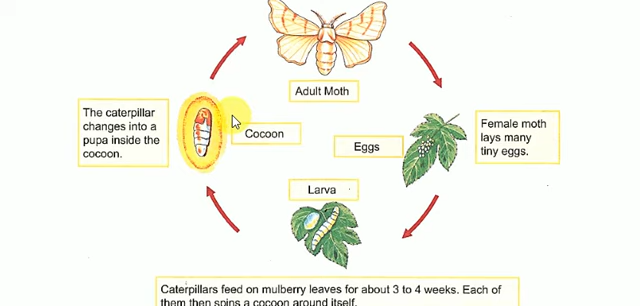 Adult Moth
The caterpillar
changes into a
pupa inside the
cocoon.
Cocoon
Eggs
Female moth
lays many
tiny eggs.
Larva
Caterpillars feed on mulberry leaves for about 3 to 4 weeks. Each of
them then spins a cocoon around itself.